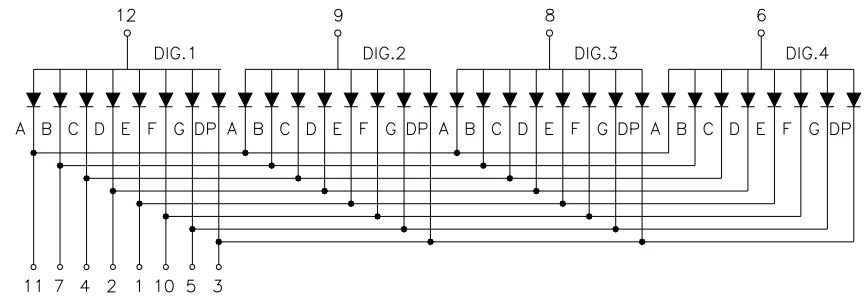 12 9 8 6
DIG.1 DIG.2 DIG.3 DIG.4
A B C D E F G DP A B C D E F G DP A B C D E F G DP A B C D E F G DP
11 7 4 2 1 10 5 3